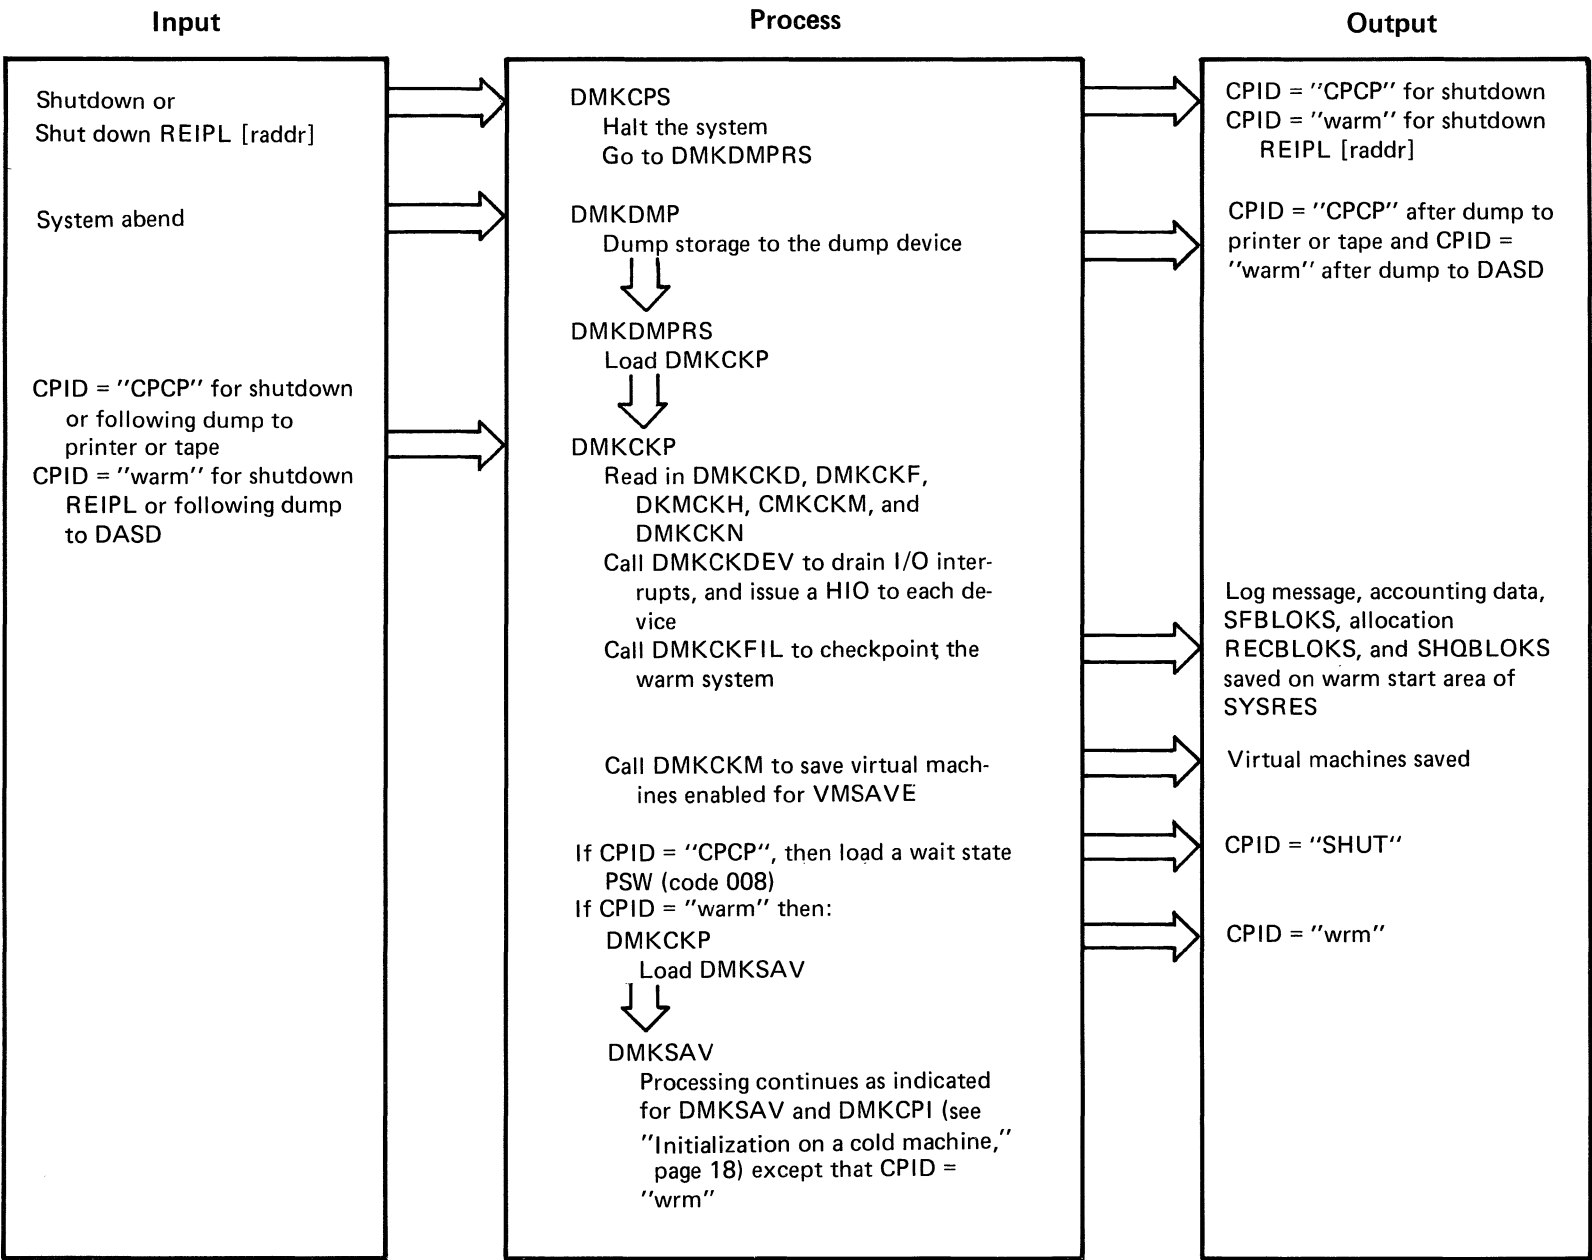 Input
Shutdown or
Shut down REIPL [raddr]
System abend
CPID = "CPCP" for shutdown
or following dump to
printer or tape
CPID = "warm" for shutdown
REIPL or following dump
to DASD
Process
DMKCPS
Halt the system
Go to DMKDMPRS
DMKDMP
Dump storage to the dump device
DMKDMPRS
Load DMKCKP
DMKCKP
Read in DMKCKD, DMKCKF,
DKMCKH, CMKCKM, and
DMKCKN
Call DMKCKDEV to drain I/O inter-
rupts, and issue a HIO to each de-
vice
Call DMKCKFIL to checkpoint the
warm system
Call DMKCKM to save virtual mach-
ines enabled for VMSAVE
If CPID = "CPCP", then load a wait state
PSW (code 008)
If CPID = "warm" then:
DMKCKP
Load DMKSAV
DMKSAV
Processing continues as indicated
for DMKSAV and DMKCPI (see
"Initialization on a cold machine,"
page 18) except that CPID =
"wrm"
Output
CPID = "CPCP" for shutdown
CPID = "warm" for shutdown
REIPL [raddr]
CPID = "CPCP" after dump to
printer or tape and CPID =
"warm" after dump to DASD
Log message, accounting data,
SFBLOKS, allocation
RECBLOKS, and SHQBLOKS
saved on warm start area of
SYSRES
Virtual machines saved
CPID = "SHUT"
CPID = "wrm"